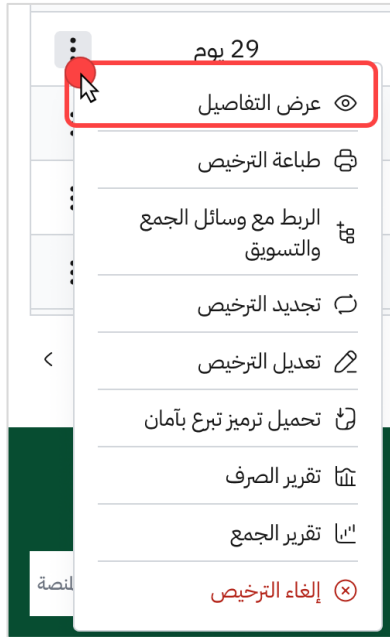 29 يوم
عرض التفاصيل
طباعة الترخيص
الربط مع وسائل الجمع
والتسويق
تجديد الترخيص
تعديل الترخيص
تحميل ترميز تبرع بآمان
تقرير الصرف
تقرير الجمع
إلغاء الترخيص